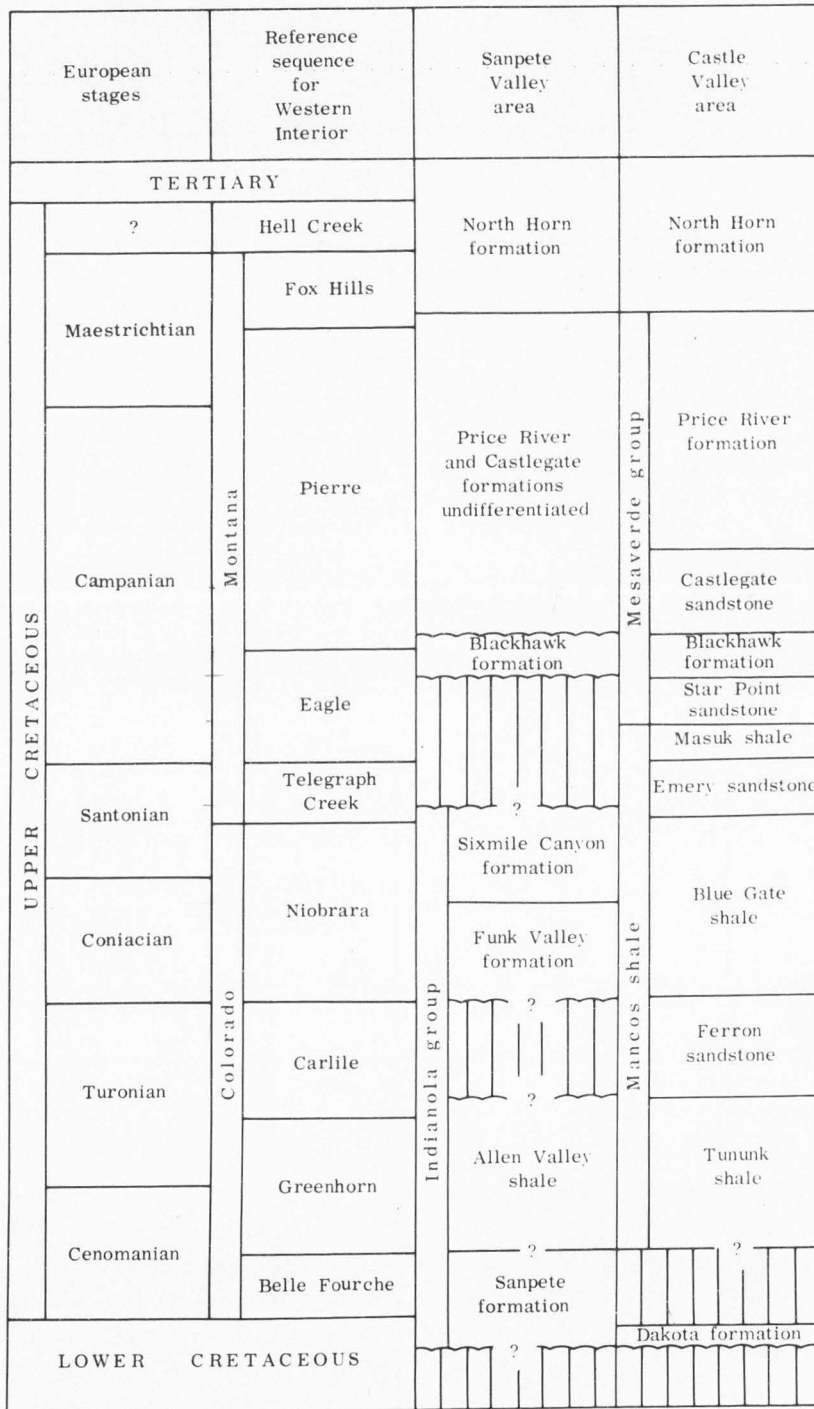 European
stages
Reference
sequence
for
Western
Interior
Sanpete
Valley
area
Castle
Valley
area
TERTIARY
UPPER CRETACEOUS
?
Maestrichtian
Campanian
Santonian
Coniacian
Turonian
Cenomanian
LOWER CRETACEOUS
Hell Creek
Montana
Fox Hills
Pierre
Eagle
Telegraph
Creek
Colorado
Niobrara
Carlile
Greenhorn
Belle Fourche
North Horn
formation
Price River
and Castlegate
formations
undifferentiated
Blackhawk
formation
?
Indianola group
Sixmile Canyon
formation
Funk Valley
formation
?
?
Allen Valley
shale
?
Sanpete
formation
?
North Horn
formation
Mesaverde group
Price River
formation
Castlegate
sandstone
Blackhawk
formation
Star Point
sandstone
Mancos shale
Masuk shale
Emery sandstone
Blue Gate
shale
Ferron
sandstone
Tununk
shale
?
Dakota formation